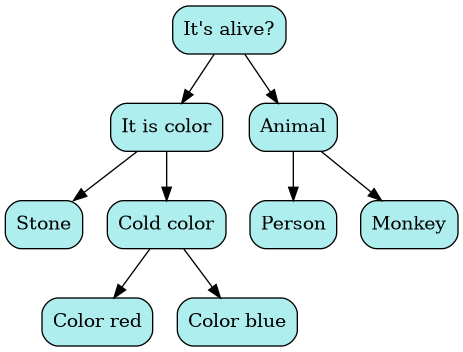 It's alive?
It is color
Animal
Stone
Cold color
Person
Monkey
Color red
Color blue